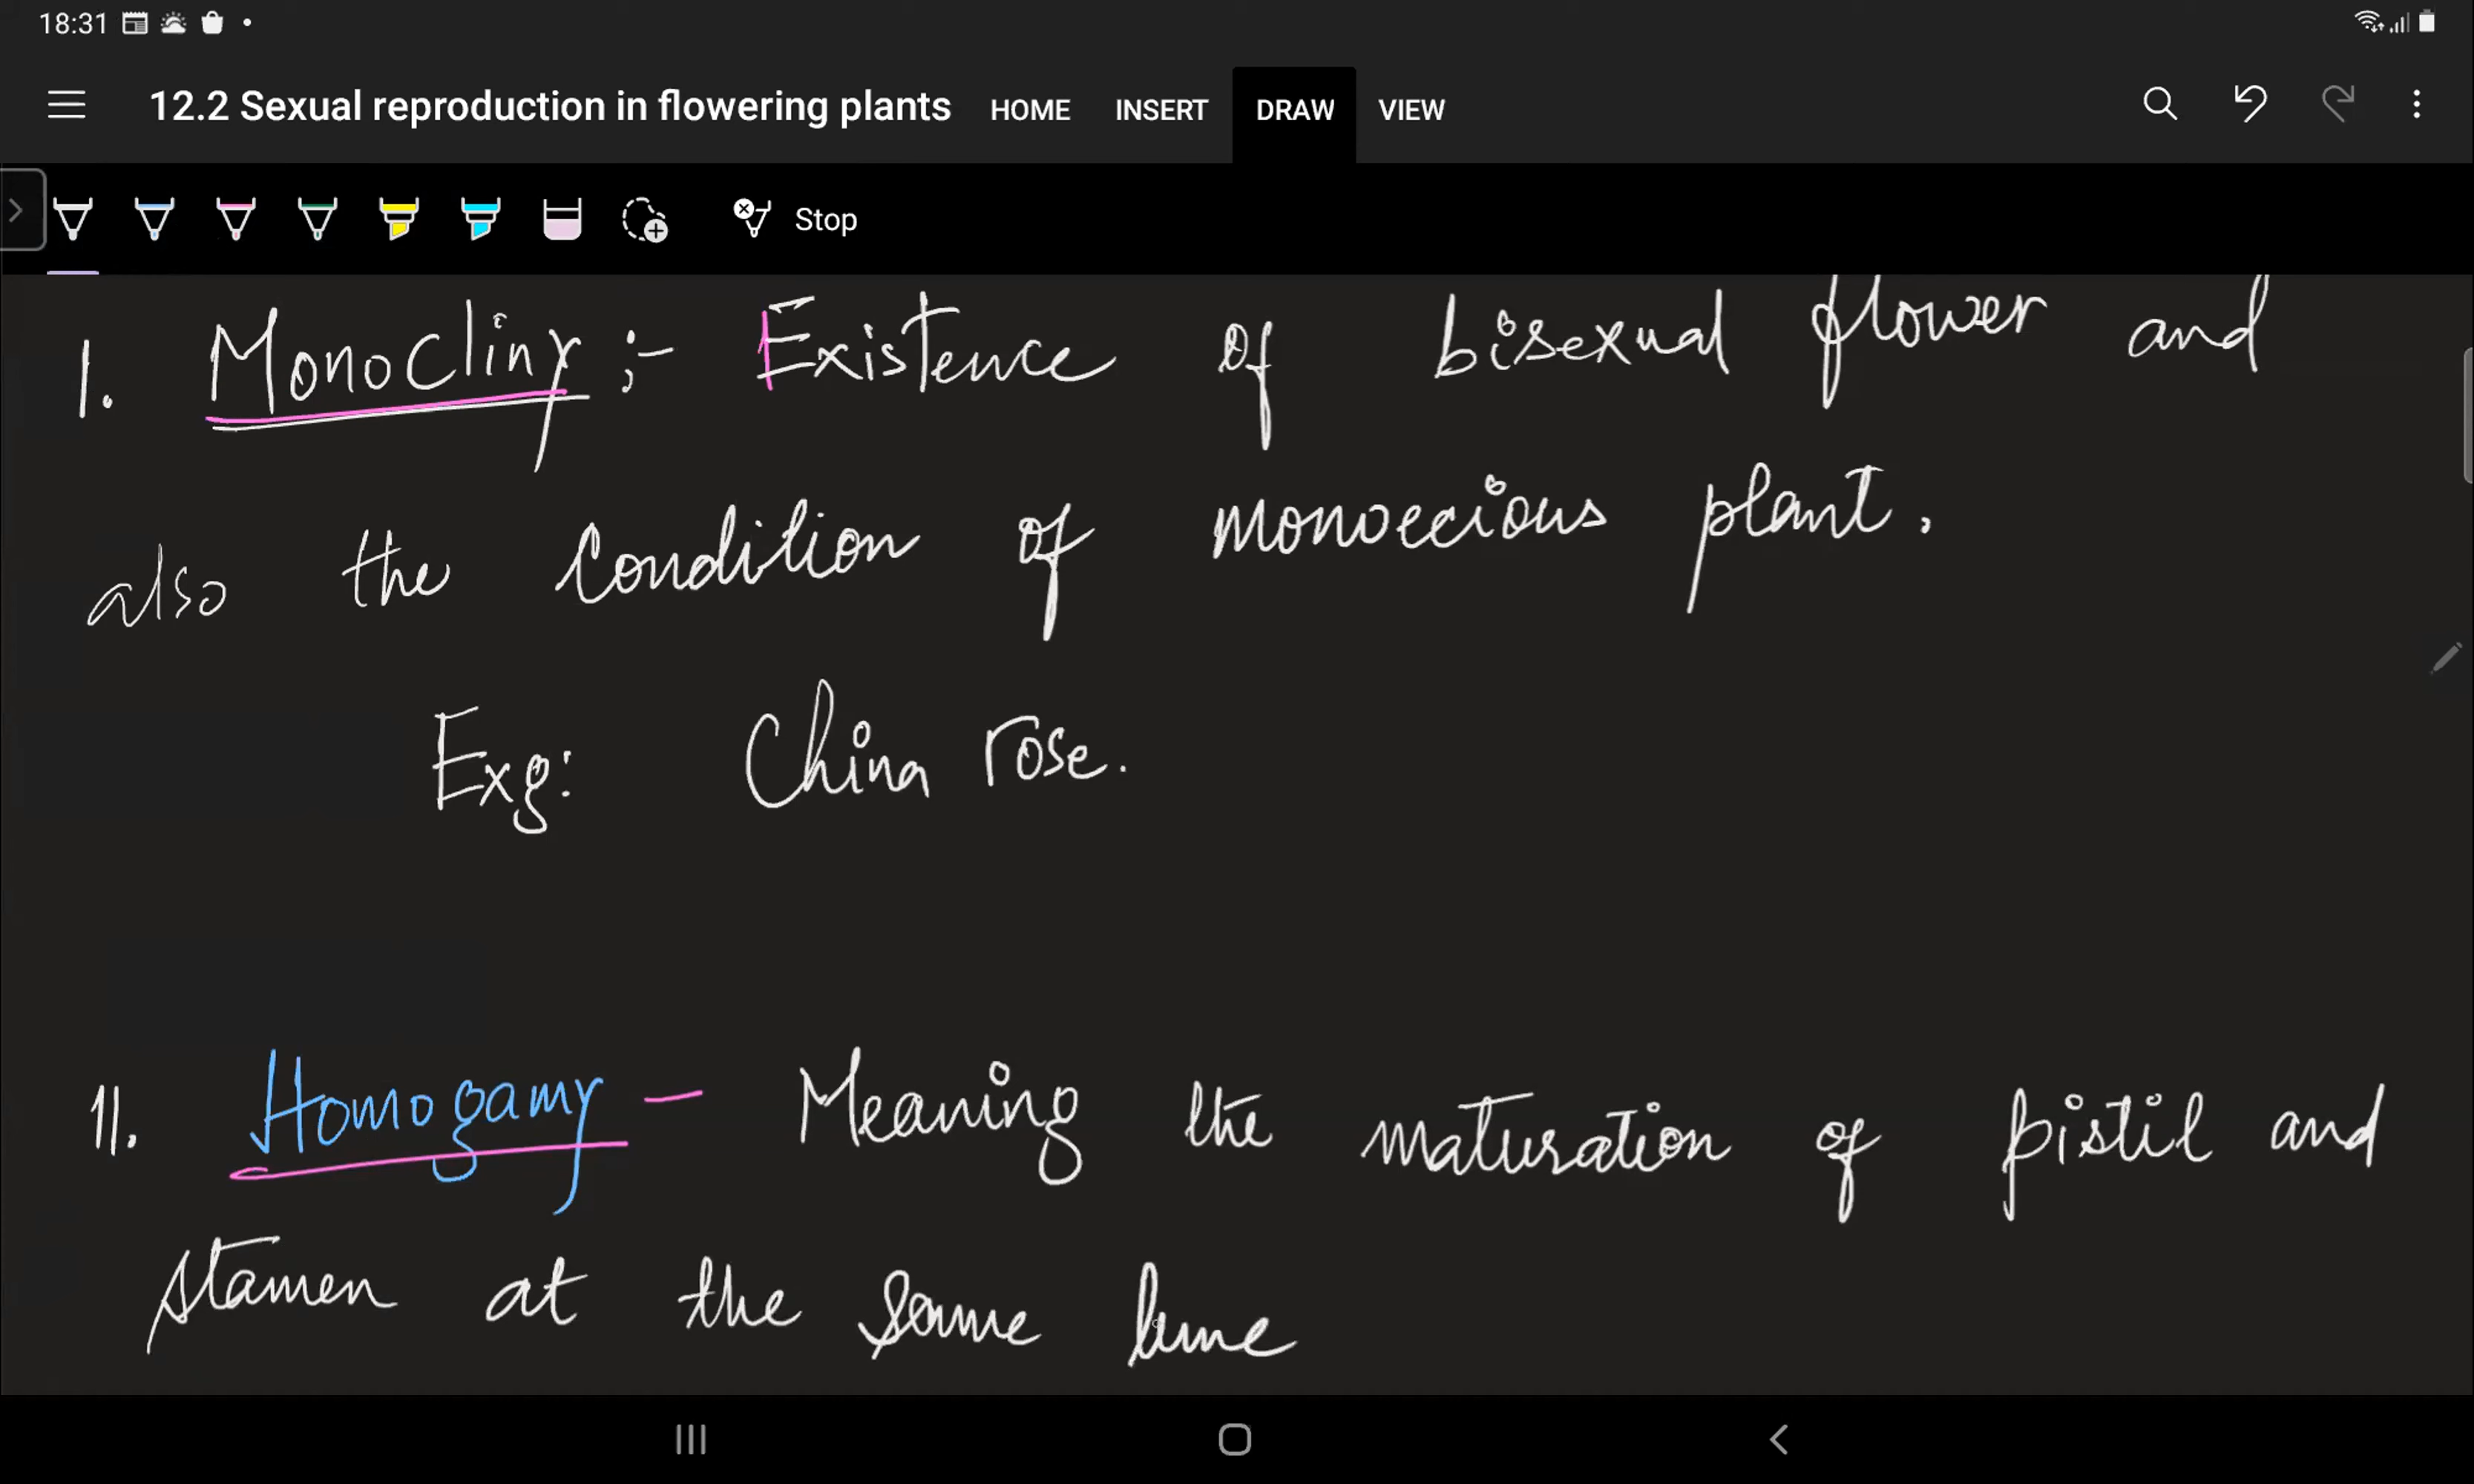 18:31
12.2 Sexual reproduction in flowering plants HOME INSERT DRAW VIEW
Stop
I. Monocliny :- Existence of bisexual flower and
also the condition of monoecious plant.
Exg: China rose.
II. Homogamy - Meaning the maturation of pistil and
stamen at the same time